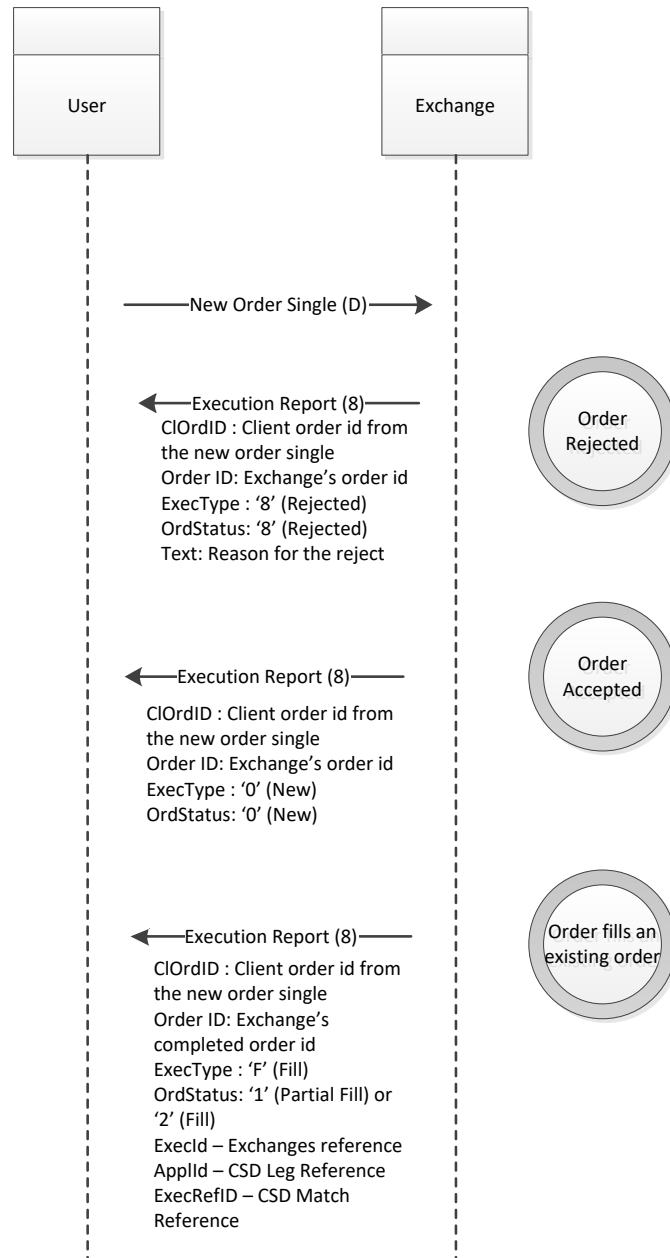 User
Exchange
New Order Single (D)
Execution Report (8)
ClOrdID : Client order id from
the new order single
Order ID: Exchange’s order id
ExecType : ‘8’ (Rejected)
OrdStatus: ‘8’ (Rejected)
Text: Reason for the reject
Order
Rejected
Execution Report (8)
ClOrdID : Client order id from
the new order single
Order ID: Exchange’s order id
ExecType : ‘0’ (New)
OrdStatus: ‘0’ (New)
Order
Accepted
Execution Report (8)
ClOrdID : Client order id from
the new order single
Order ID: Exchange’s
completed order id
ExecType : ‘F’ (Fill)
OrdStatus: ‘1’ (Partial Fill) or
‘2’ (Fill)
ExecId – Exchanges reference
ApplId – CSD Leg Reference
ExecRefID – CSD Match
Reference
Order fills an
existing order